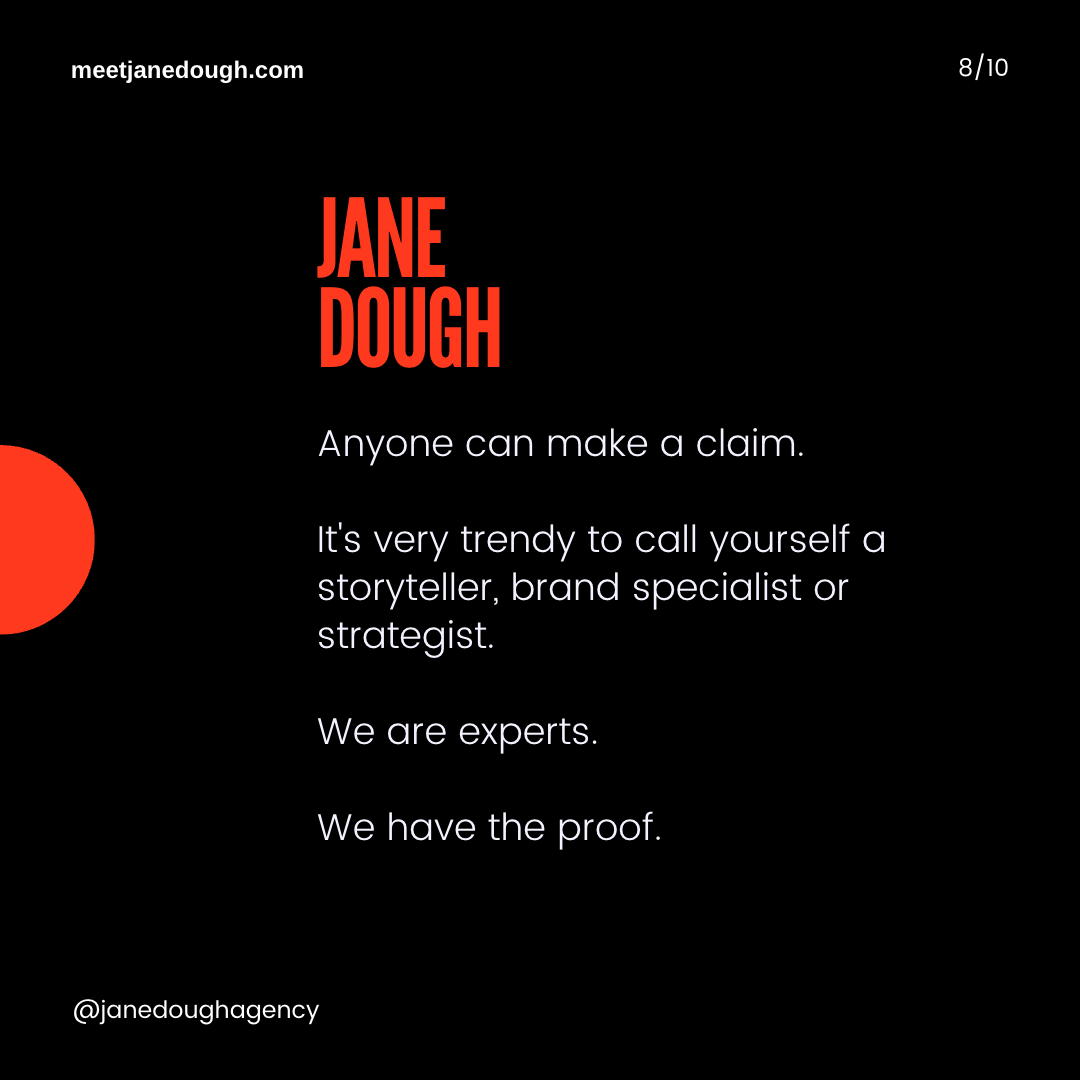 meetjanedough.com
8/10
JANE
DOUGH
Anyone can make a claim.
It's very trendy to call yourself a
storyteller, brand specialist or
strategist.
We are experts.
We have the proof.
@janedoughagency